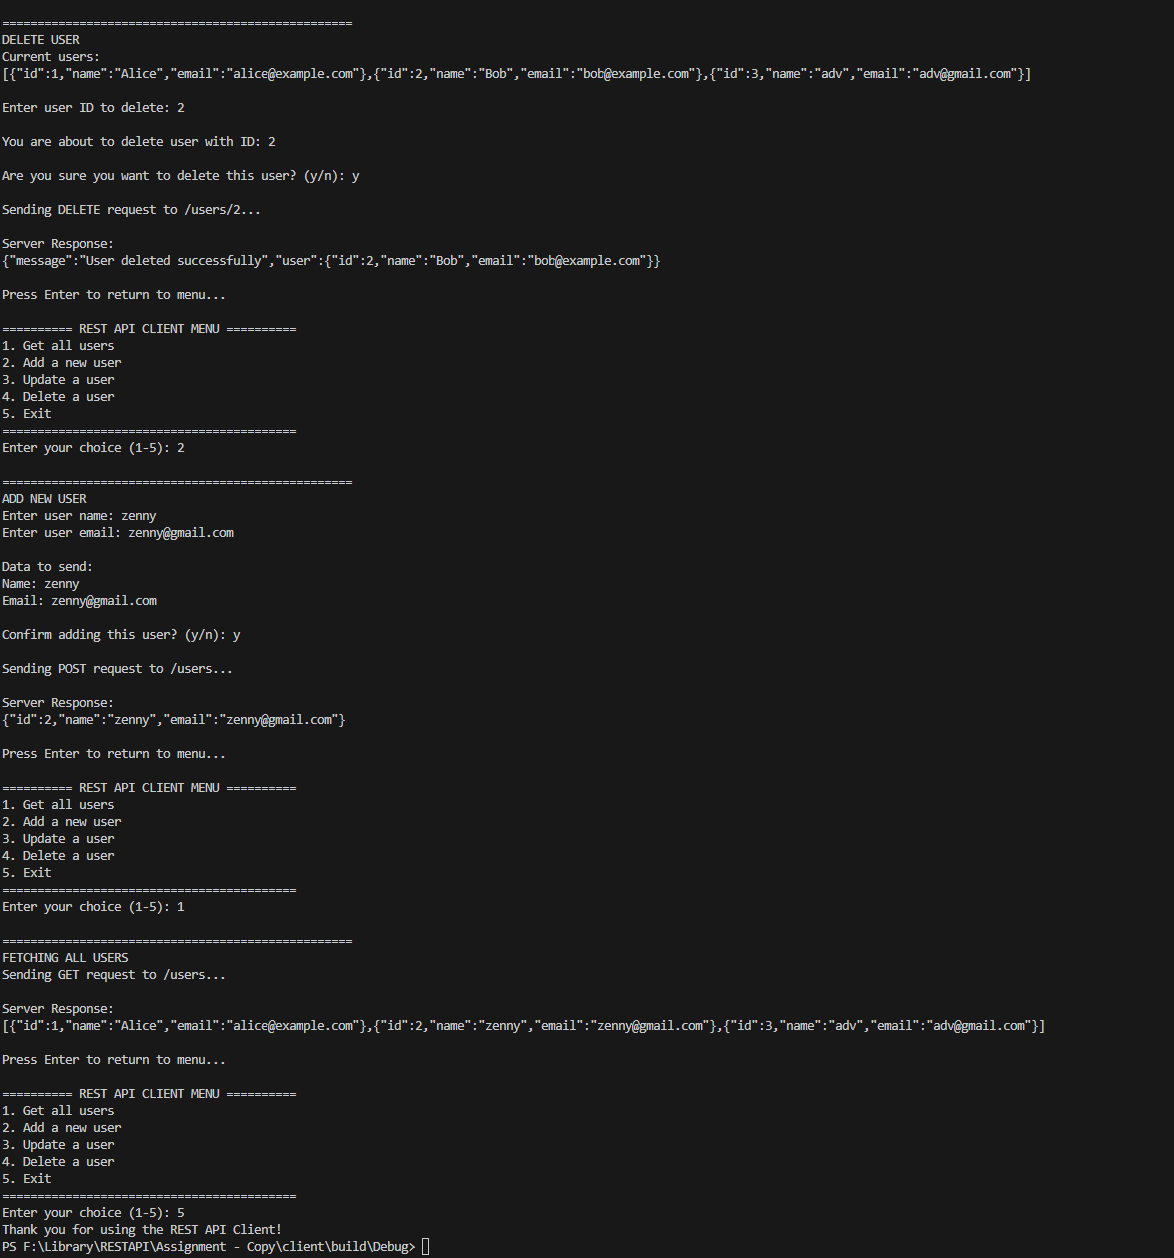 ==================================================
DELETE USER
Current users:
[{"id":1,"name":"Alice","email":"alice@example.com"},{"id":2,"name":"Bob","email":"bob@example.com"},{"id":3,"name":"adv","email":"adv@gmail.com"}]
Enter user ID to delete: 2
You are about to delete user with ID: 2
Are you sure you want to delete this user? (y/n): y
Sending DELETE request to /users/2...
Server Response:
{"message":"User deleted successfully","user":{"id":2,"name":"Bob","email":"bob@example.com"}}
Press Enter to return to menu...
========== REST API CLIENT MENU ==========
1. Get all users
2. Add a new user
3. Update a user
4. Delete a user
5. Exit
==========================================
Enter your choice (1-5): 2
==================================================
ADD NEW USER
Enter user name: zenny
Enter user email: zenny@gmail.com
Data to send:
Name: zenny
Email: zenny@gmail.com
Confirm adding this user? (y/n): y
Sending POST request to /users...
Server Response:
{"id":2,"name":"zenny","email":"zenny@gmail.com"}
Press Enter to return to menu...
========== REST API CLIENT MENU ==========
1. Get all users
2. Add a new user
3. Update a user
4. Delete a user
5. Exit
==========================================
Enter your choice (1-5): 1
==================================================
FETCHING ALL USERS
Sending GET request to /users...
Server Response:
[{"id":1,"name":"Alice","email":"alice@example.com"},{"id":2,"name":"zenny","email":"zenny@gmail.com"},{"id":3,"name":"adv","email":"adv@gmail.com"}]
Press Enter to return to menu...
========== REST API CLIENT MENU ==========
1. Get all users
2. Add a new user
3. Update a user
4. Delete a user
5. Exit
==========================================
Enter your choice (1-5): 5
Thank you for using the REST API Client!
PS F:\Library\RESTAPI\Assignment - Copy\client\build\Debug>